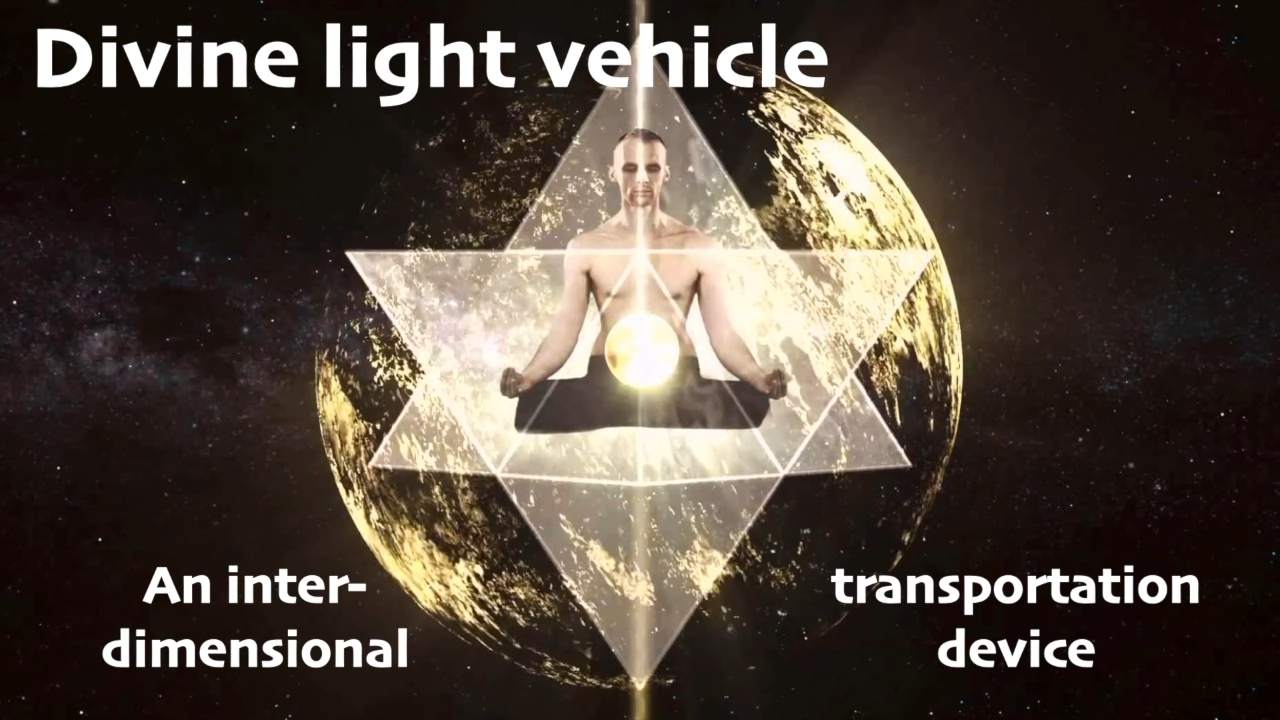 Divine light vehicle
An inter-
dimensional
transportation
device